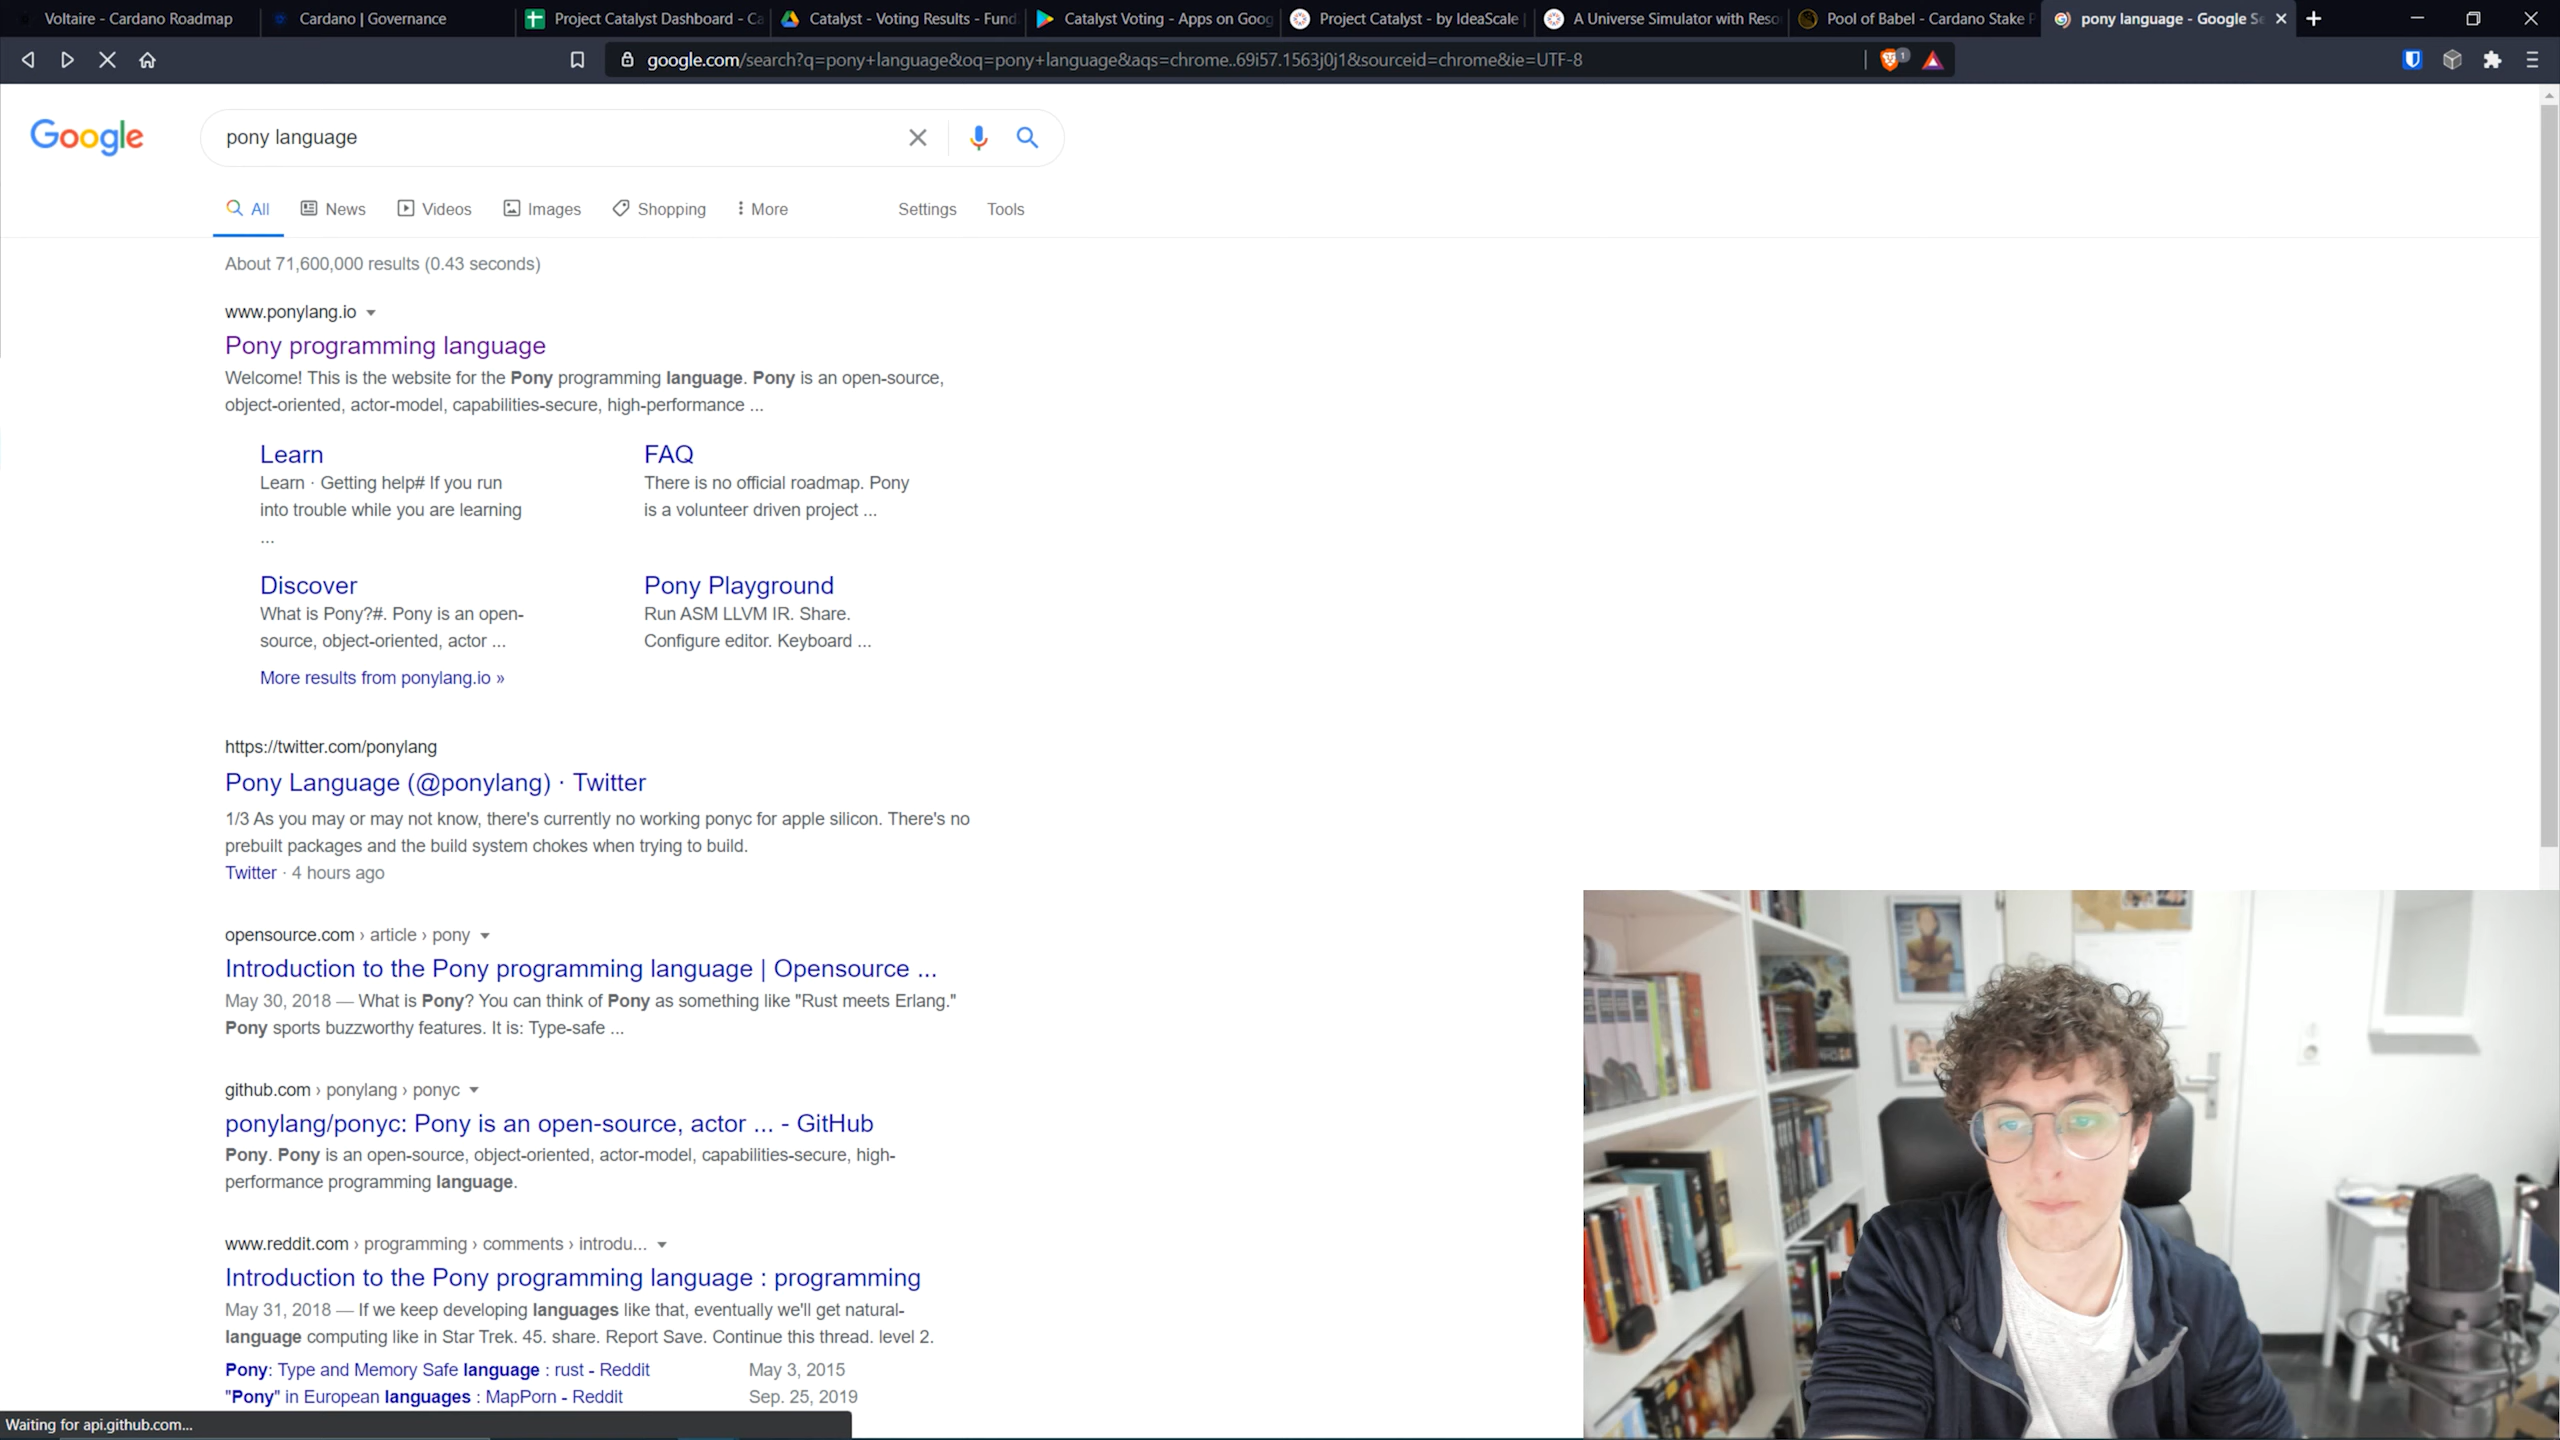 Voltaire - Cardano Roadmap
Cardano | Governance
Project Catalyst Dashboard - Ca
Catalyst - Voting Results - Fund
Catalyst Voting - Apps on Goog
Project Catalyst - by IdeaScale
A Universe Simulator with Reso
Pool of Babel - Cardano Stake P
pony language - Google Se
google.com/search?q=pony+language&oq=pony+language&aqs=chrome..69i57.1563j0j1&sourceid=chrome&ie=UTF-8
1
Google
pony language
All
News
Videos
Images
Shopping
More
Settings
Tools
About 71,600,000 results (0.43 seconds)
www.ponylang.io
Pony programming language
Welcome! This is the website for the Pony programming language. Pony is an open-source,
object-oriented, actor-model, capabilities-secure, high-performance ...
Learn
Learn · Getting help# If you run
into trouble while you are learning
...
FAQ
There is no official roadmap. Pony
is a volunteer driven project ...
Discover
What is Pony?#. Pony is an open-
source, object-oriented, actor ...
Pony Playground
Run ASM LLVM IR. Share.
Configure editor. Keyboard ...
More results from ponylang.io »
https://twitter.com/ponylang
Pony Language (@ponylang) · Twitter
1/3 As you may or may not know, there's currently no working ponyc for apple silicon. There's no
prebuilt packages and the build system chokes when trying to build.
Twitter · 4 hours ago
opensource.com › article › pony
Introduction to the Pony programming language | Opensource ...
May 30, 2018 — What is Pony? You can think of Pony as something like "Rust meets Erlang."
Pony sports buzzworthy features. It is: Type-safe ...
github.com › ponylang › ponyc
ponylang/ponyc: Pony is an open-source, actor ... - GitHub
Pony. Pony is an open-source, object-oriented, actor-model, capabilities-secure, high-
performance programming language.
www.reddit.com › programming › comments › introdu...
Introduction to the Pony programming language : programming
May 31, 2018 — If we keep developing languages like that, eventually we'll get natural-
language computing like in Star Trek. 45. share. Report Save. Continue this thread. level 2.
Pony: Type and Memory Safe language : rust - Reddit May 3, 2015
"Pony" in European languages : MapPorn - Reddit Sep. 25, 2019
Waiting for api.github.com...